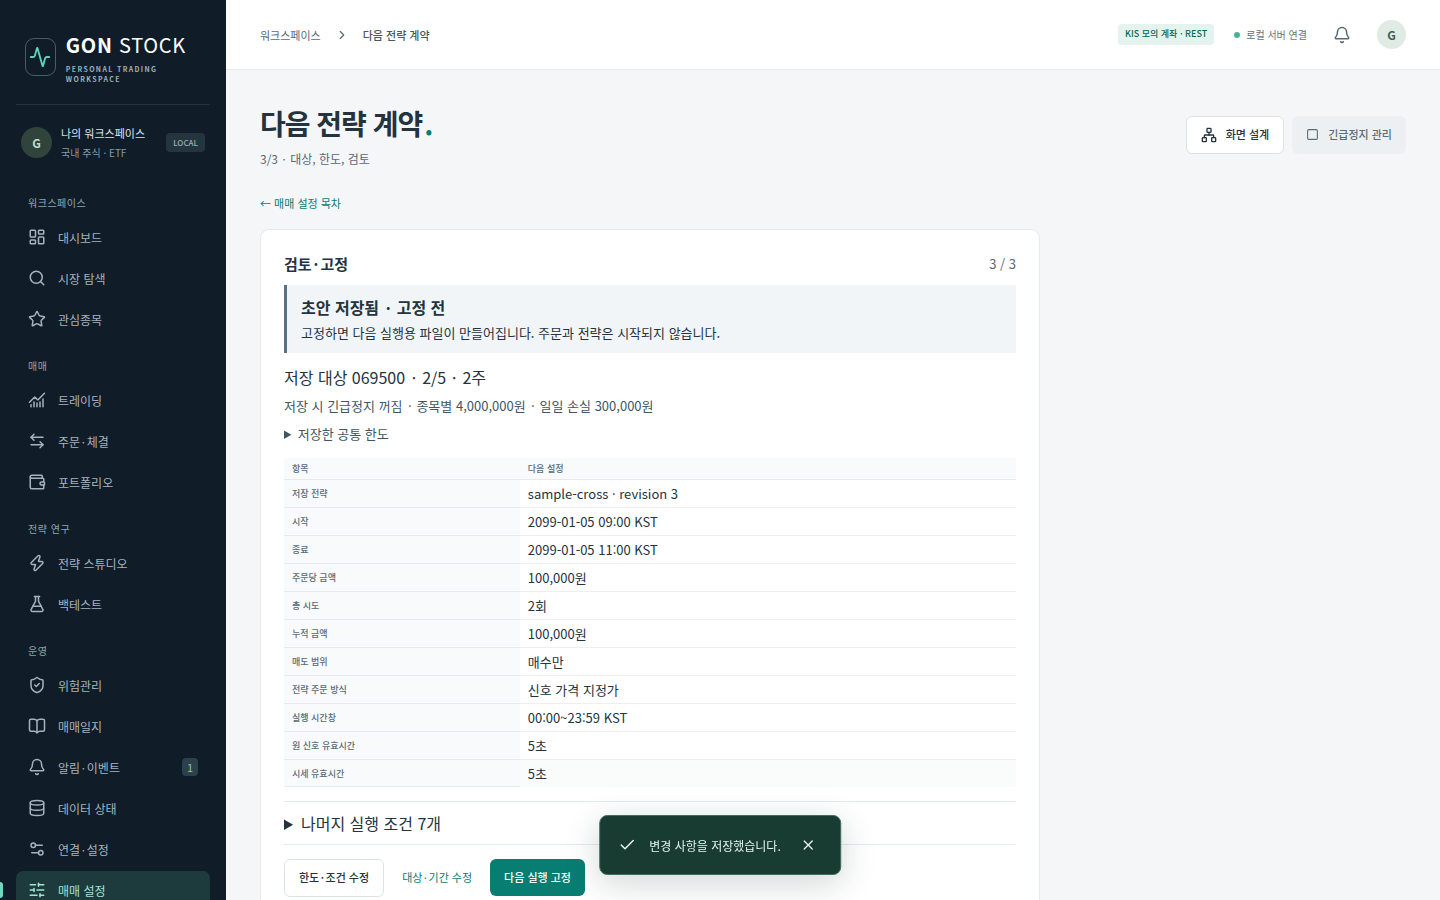 GON STOCK
PERSONAL TRADING
WORKSPACE
G
나의 워크스페이스
국내 주식 · ETF
LOCAL
워크스페이스
대시보드
시장 탐색
관심종목
매매
트레이딩
주문·체결
포트폴리오
전략 연구
전략 스튜디오
백테스트
운영
위험관리
매매일지
알림·이벤트
1
데이터 상태
연결·설정
매매 설정
워크스페이스
다음 전략 계약
KIS 모의 계좌 · REST
로컬 서버 연결
G
다음 전략 계약.
3/3 · 대상, 한도, 검토
화면 설계
긴급정지 관리
← 매매 설정 목차
검토·고정
3 / 3
초안 저장됨 · 고정 전
고정하면 다음 실행용 파일이 만들어집니다. 주문과 전략은 시작되지 않습니다.
저장 대상 069500 · 2/5 · 2주
저장 시 긴급정지 꺼짐 · 종목별 4,000,000원 · 일일 손실 300,000원
▶ 저장한 공통 한도
항목 다음 설정
저장 전략 sample-cross · revision 3
시작 2099-01-05 09:00 KST
종료 2099-01-05 11:00 KST
주문당 금액 100,000원
총 시도 2회
누적 금액 100,000원
매도 범위 매수만
전략 주문 방식 신호 가격 지정가
실행 시간창 00:00~23:59 KST
원 신호 유효시간 5초
시세 유효시간 5초
▶ 나머지 실행 조건 7개
변경 사항을 저장했습니다.
한도·조건 수정
대상·기간 수정
다음 실행 고정